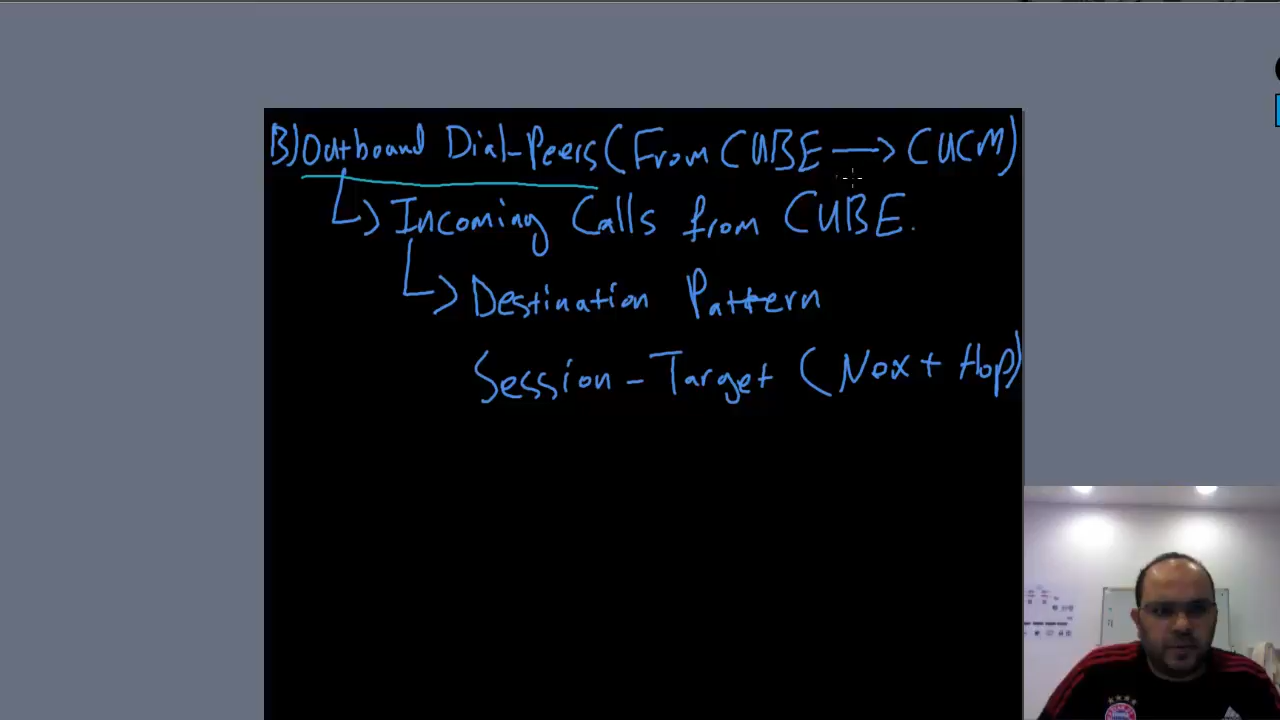 B) Outbound Dial-Peers (From CUBE → CUCM)
Incoming Calls from CUBE.
Destination Pattern
Session-Target (Next Hop)